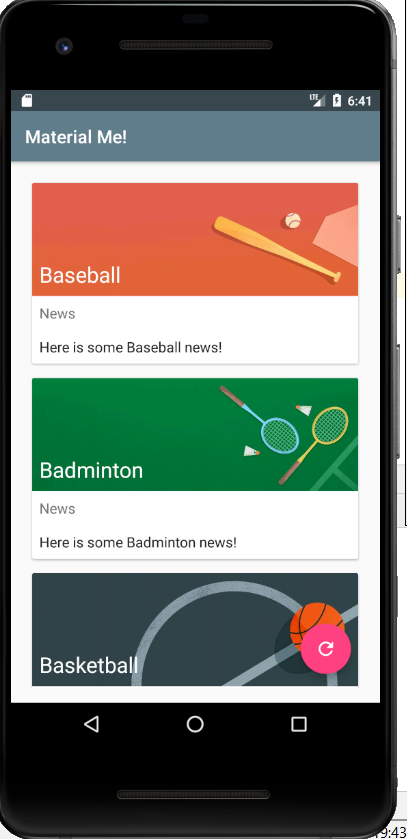 LTE 6:41
Material Me!
Baseball
News
Here is some Baseball news!
Badminton
News
Here is some Badminton news!
Basketball
19:43